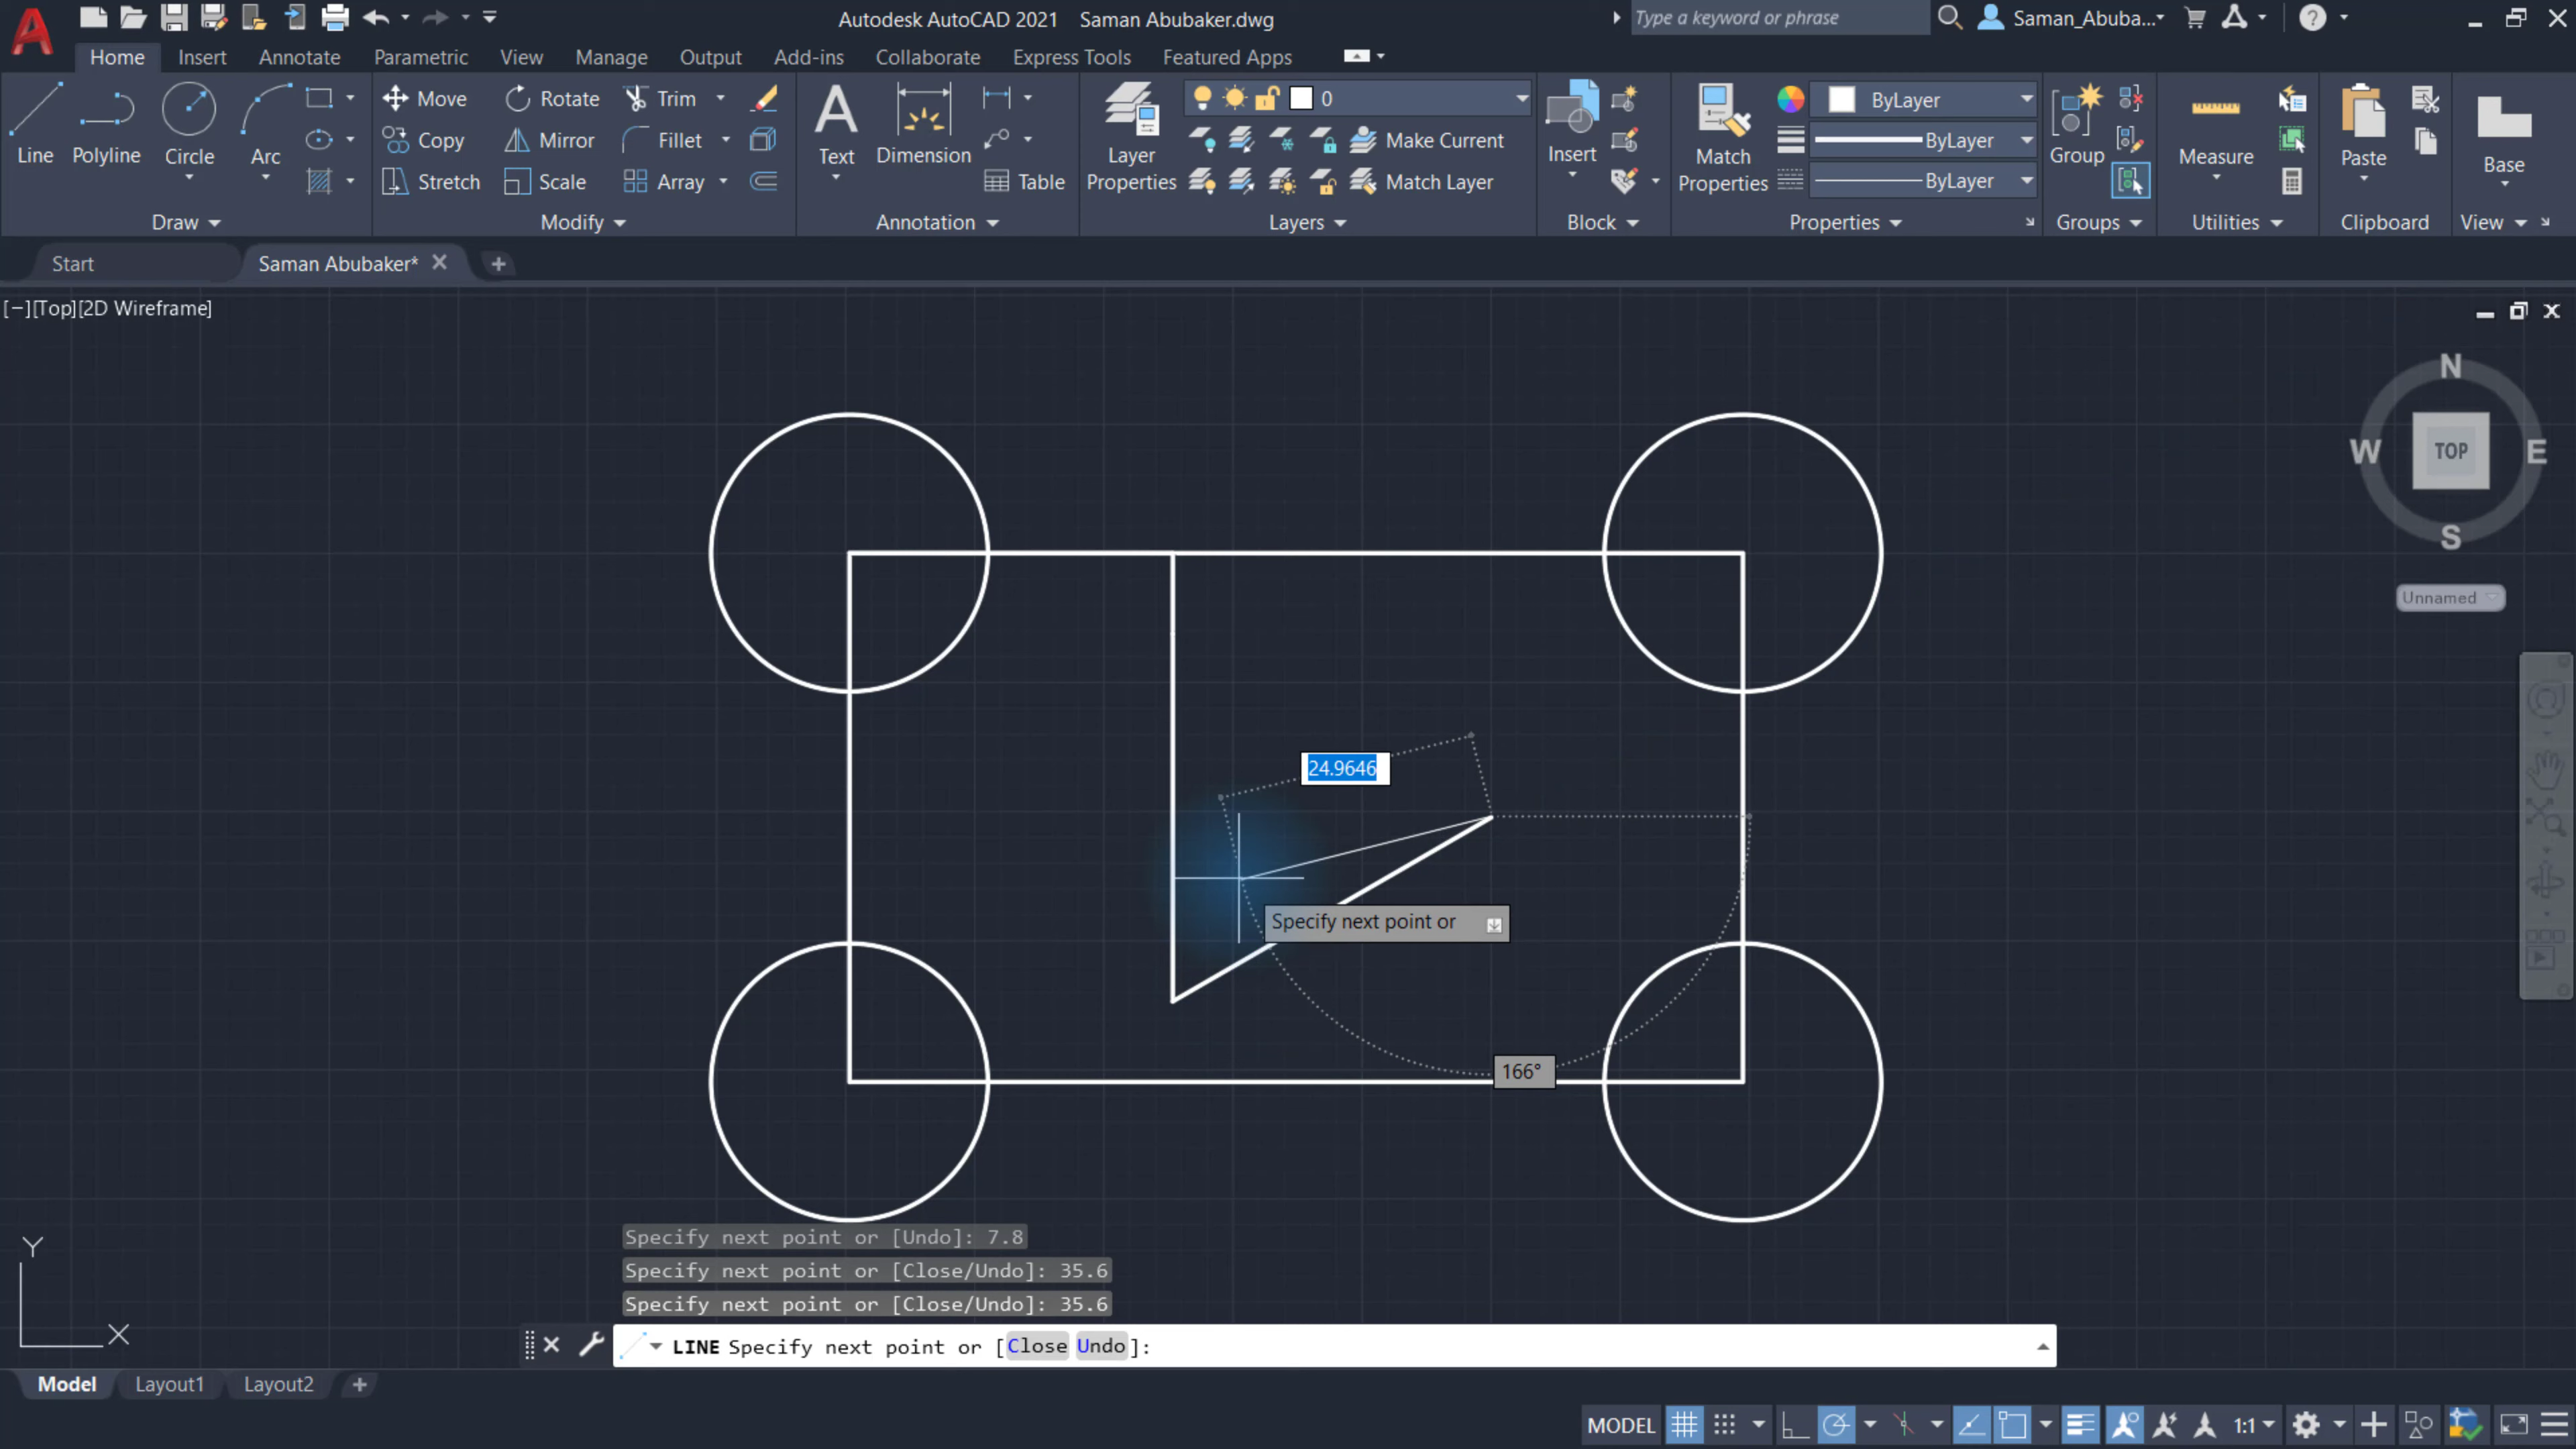 Autodesk AutoCAD 2021 Saman Abubaker.dwg
Type a keyword or phrase
Saman_Abuba...
Home Insert Annotate Parametric View Manage Output Add-ins Collaborate Express Tools Featured Apps
Line Polyline Circle Arc
Move Rotate Trim
Copy Mirror Fillet
Stretch Scale Array
Text Dimension
Table
Layer Properties
0
Make Current
Match Layer
Insert
Match Properties
ByLayer
ByLayer
ByLayer
Group
Measure
Paste
Base
Draw Modify Annotation Layers Block Properties Groups Utilities Clipboard View
Start Saman Abubaker*
[−][Top][2D Wireframe]
N
W TOP E
S
Unnamed
24.9646
Specify next point or
166°
Specify next point or [Undo]: 7.8
Specify next point or [Close/Undo]: 35.6
Specify next point or [Close/Undo]: 35.6
Y
X
LINE Specify next point or [Close Undo]:
Model Layout1 Layout2
MODEL 1:1